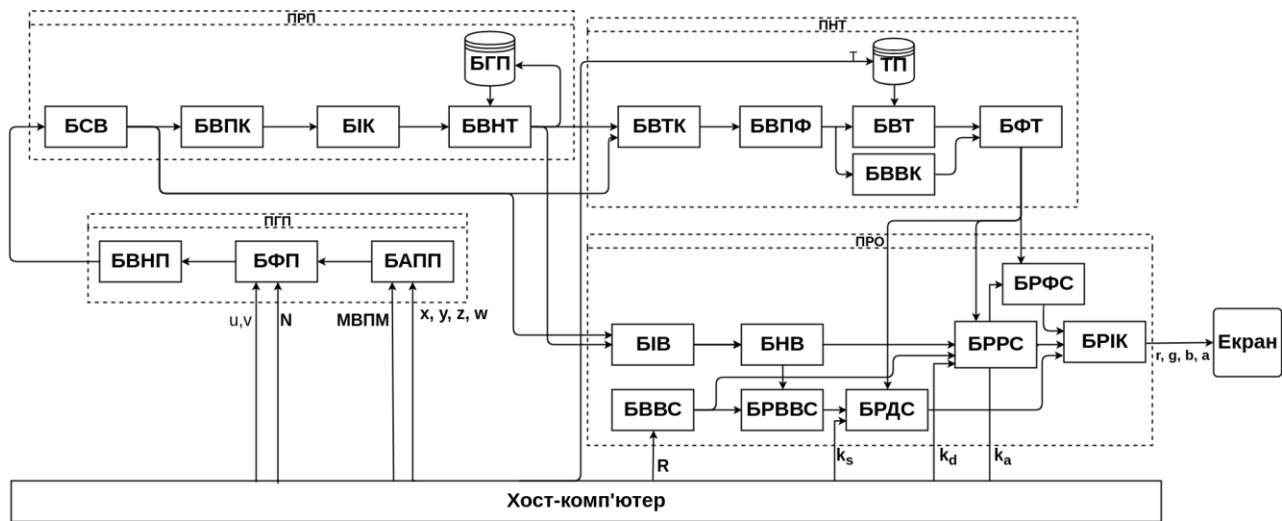 ПРП
ПНТ
БГП
Т
ТП
БСВ
БВПК
БІК
БВНТ
БВТК
БВПФ
БВТ
БФТ
БВВК
ПГП
ПРО
БВНП
БФП
БАПП
БРФС
u,v
N
МВПМ
x, y, z, w
БІВ
БНВ
БРРС
БРІК
r, g, b, a
Екран
БВВС
БРВВС
БРДС
R
ks
kd
ka
Хост-комп'ютер